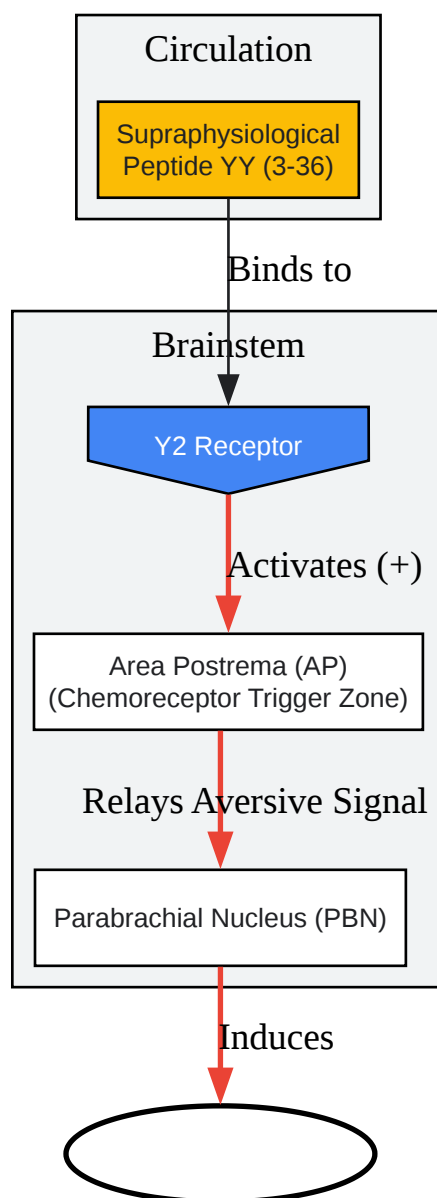 Circulation
Supraphysiological
Peptide YY (3-36)
Binds to
Brainstem
Y2 Receptor
Activates (+)
Area Postrema (AP)
(Chemoreceptor Trigger Zone)
Relays Aversive Signal
Parabrachial Nucleus (PBN)
Induces